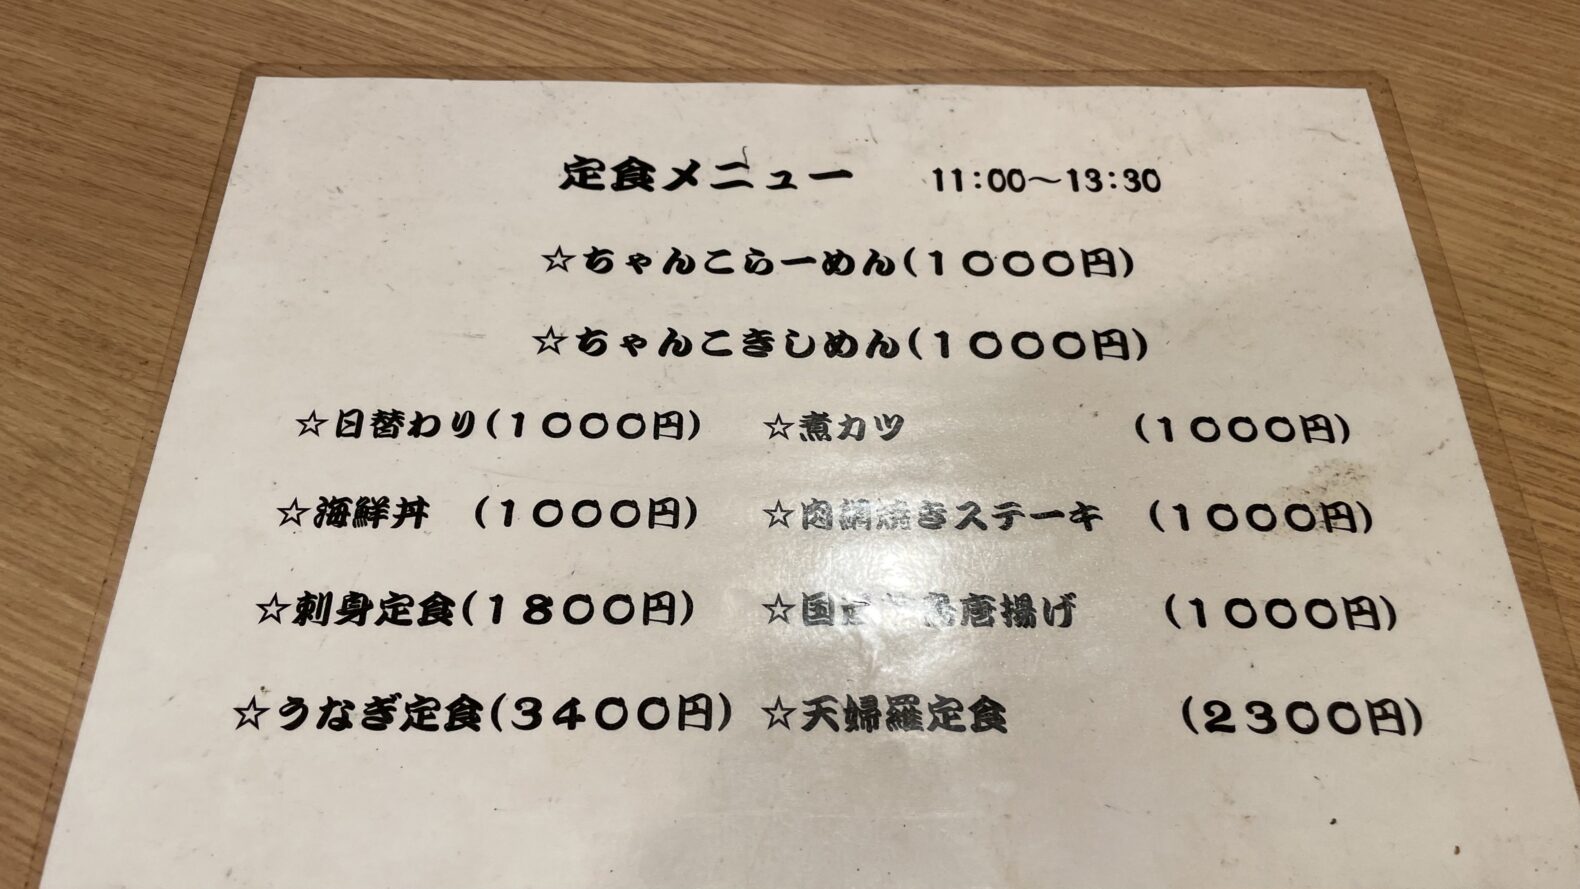 定食メニュー 11:00～13:30
☆ちゃんこらーめん(1000円)
☆ちゃんこきしめん(1000円)
☆日替わり(1000円) ☆煮カツ (1000円)
☆海鮮丼 (1000円) ☆肉網焼きステーキ (1000円)
☆刺身定食(1800円) ☆国 唐揚げ (1000円)
☆うなぎ定食(3400円) ☆天婦羅定食 (2300円)